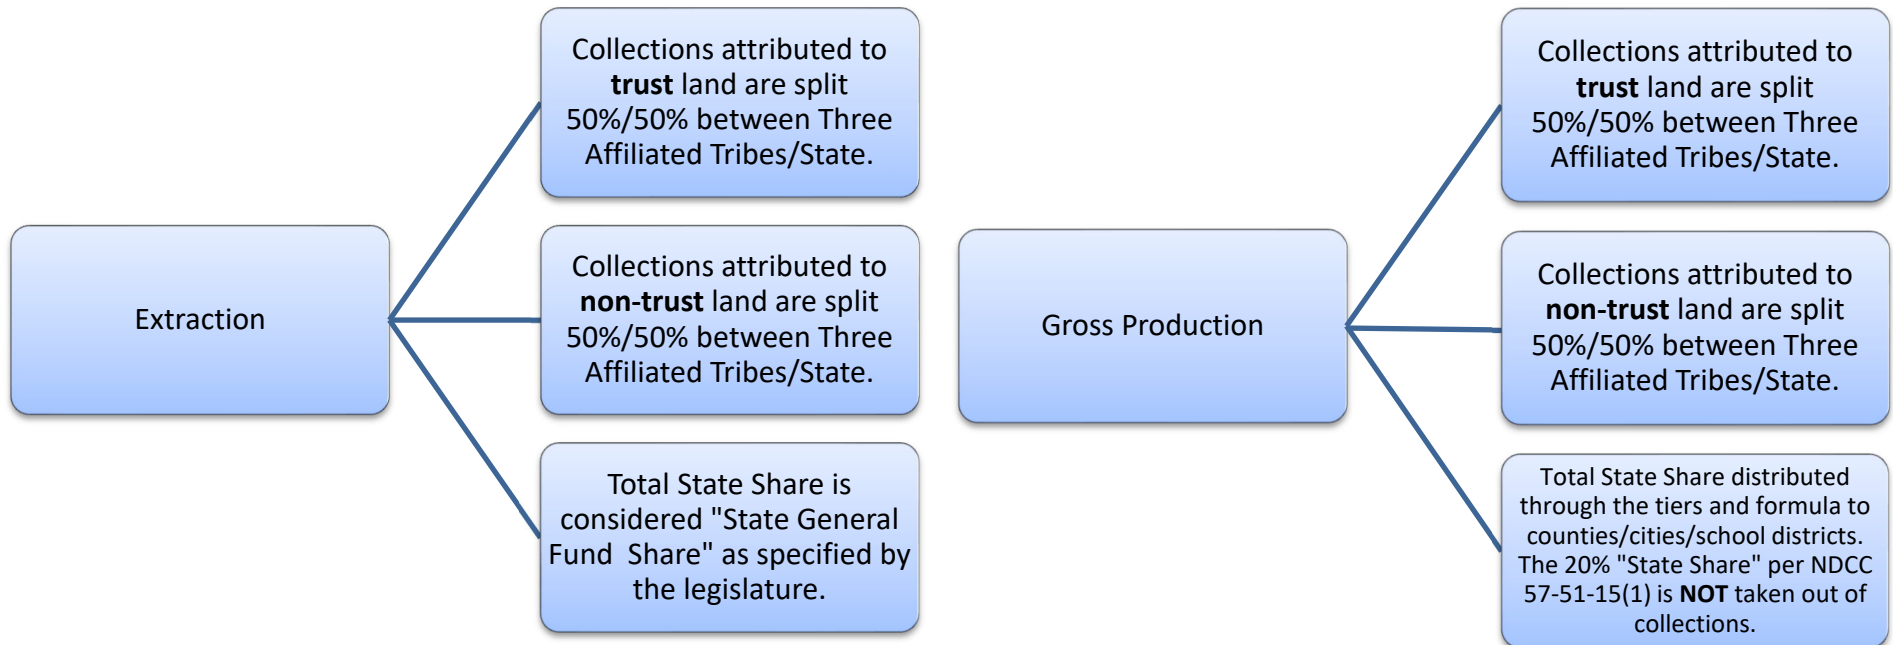 Extraction
Collections attributed to
trust land are split
50%/50% between Three
Affiliated Tribes/State.
Collections attributed to
non-trust land are split
50%/50% between Three
Affiliated Tribes/State.
Total State Share is
considered "State General
Fund  Share" as specified by
the legislature.
Gross Production
Collections attributed to
trust land are split
50%/50% between Three
Affiliated Tribes/State.
Collections attributed to
non-trust land are split
50%/50% between Three
Affiliated Tribes/State.
Total State Share distributed
through the tiers and formula to
counties/cities/school districts.
The 20% "State Share" per NDCC
57-51-15(1) is NOT taken out of
collections.